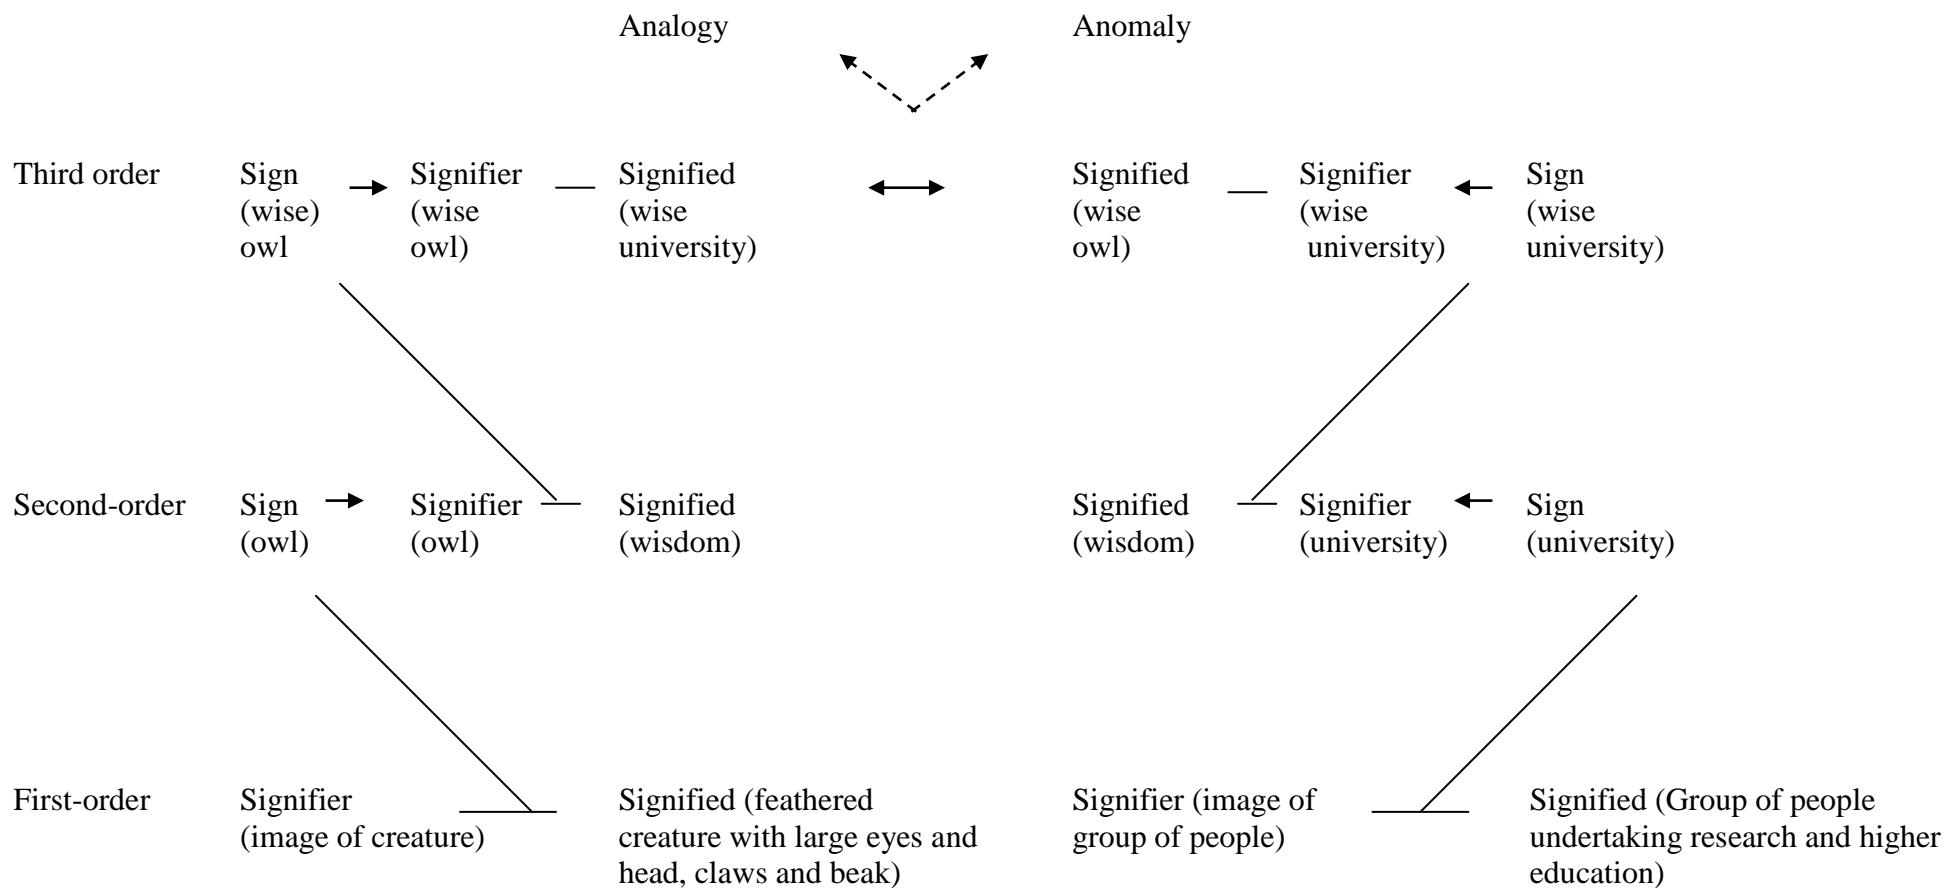 Analogy Anomaly
Third order Sign Signifier Signified Signified Signifier Sign
(wise) (wise (wise (wise (wise (wise
owl owl) university) owl) university) university)
Second-order Sign Signifier Signified Signified Signifier Sign
(owl) (owl) (wisdom) (wisdom) (university) (university)
First-order Signifier Signified (feathered Signifier (image of Signified (Group of people
(image of creature) creature with large eyes and group of people) undertaking research and higher
head, claws and beak) education)